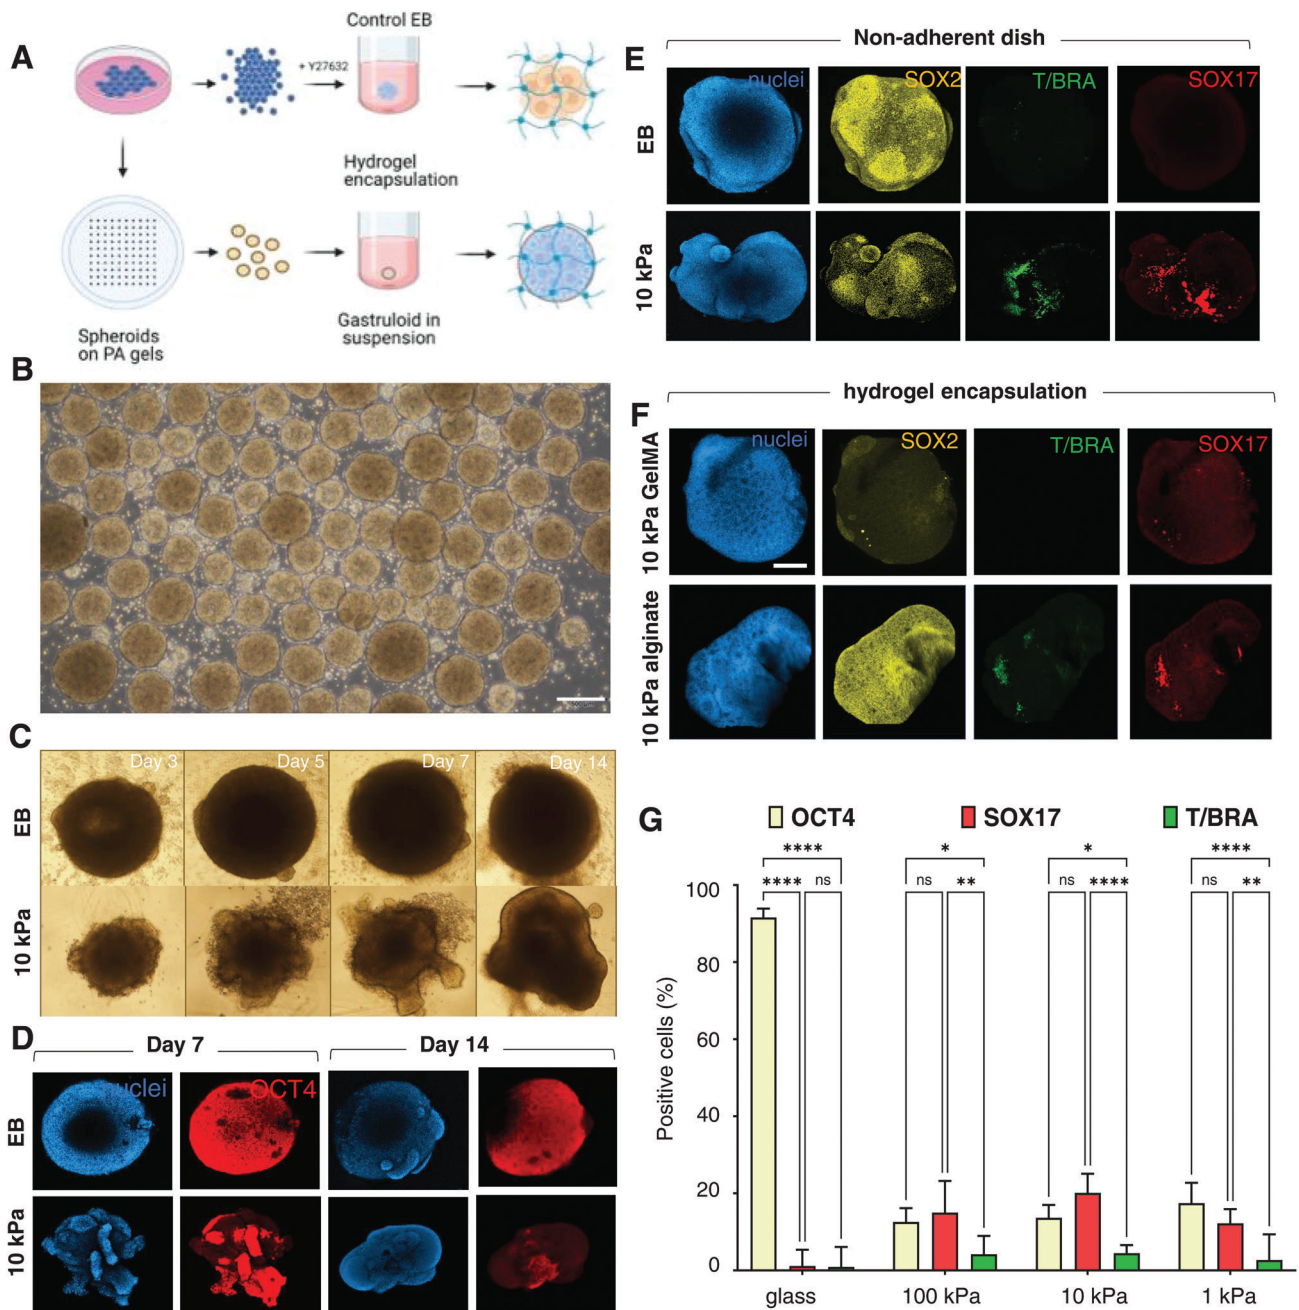 A
Control EB
+ Y27632
Hydrogel
encapsulation
Spheroids
on PA gels
Gastruloid in
suspension
B
C
Day 3
Day 5
Day 7
Day 14
EB
10 kPa
D
Day 7
Day 14
nuclei
OCT4
EB
10 kPa
E
Non-adherent dish
nuclei
SOX2
T/BRA
SOX17
EB
10 kPa
F
hydrogel encapsulation
nuclei
SOX2
T/BRA
SOX17
10 kPa GelMA
10 kPa alginate
G
OCT4
SOX17
T/BRA
**** * * ****
**** ns ns ** ns **** ns **
Positive cells (%)
100
80
60
40
20
0
glass
100 kPa
10 kPa
1 kPa